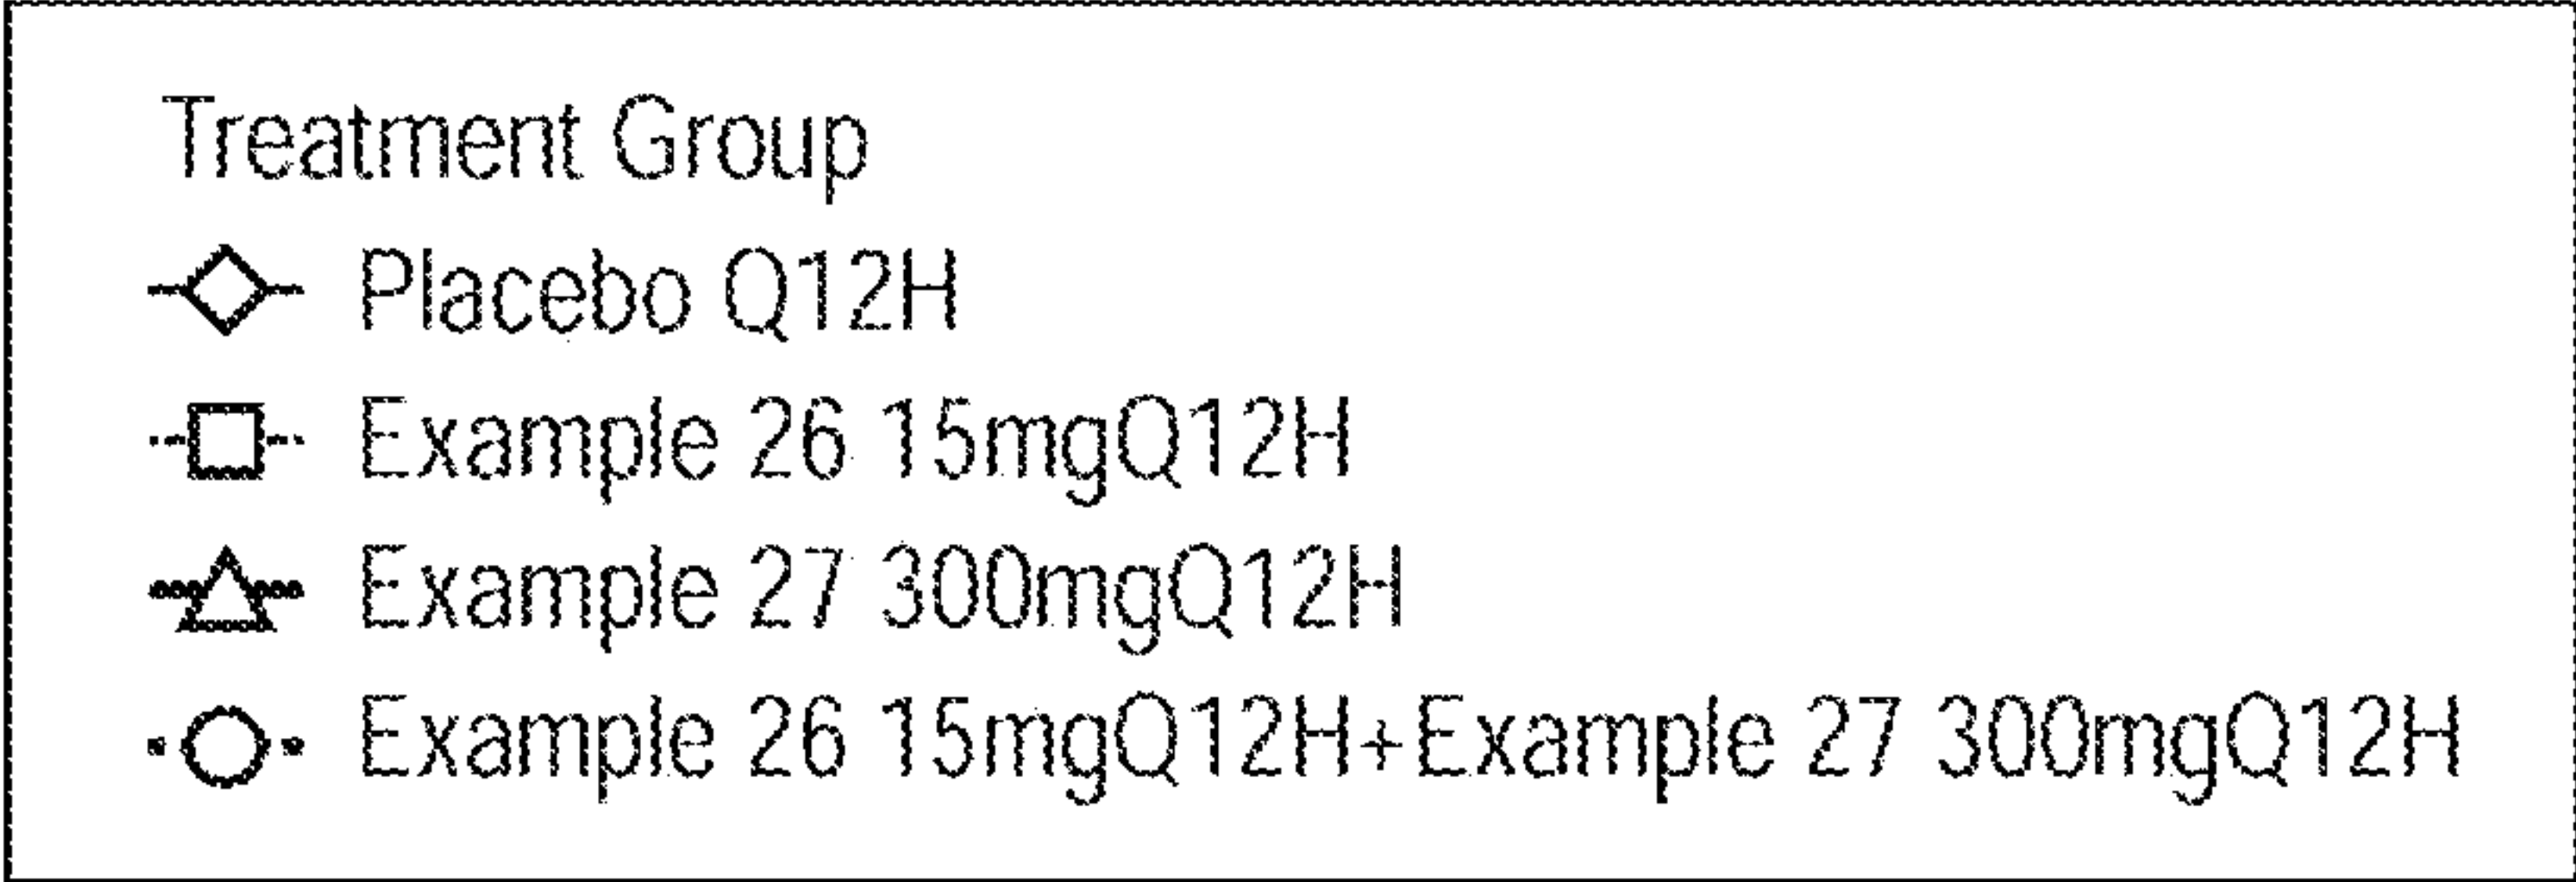 Treatment Group
Placebo Q12H
Example 26 15mgQ12H
Example 27 300mgQ12H
Example 26 15mgQ12H+Example 27 300mgQ12H